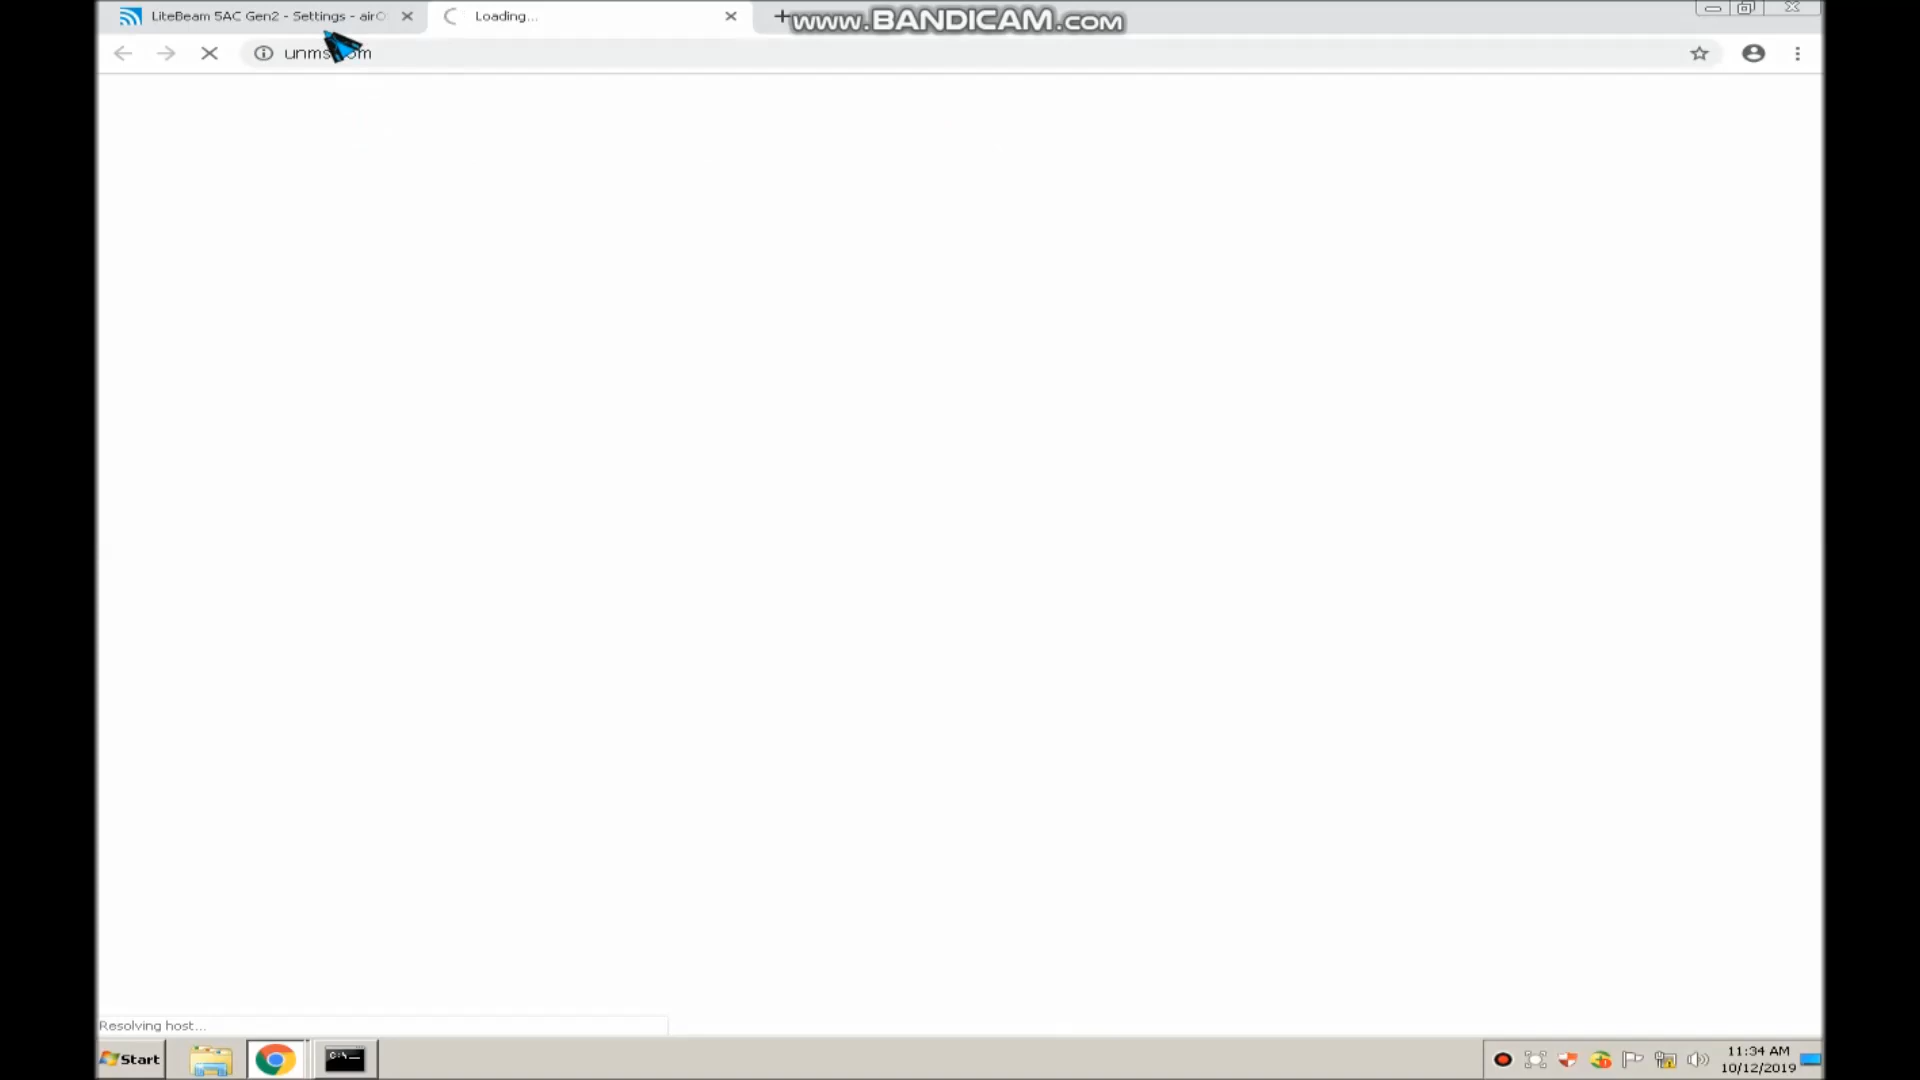 LiteBeam 5AC Gen2 - Settings - airO
Loading...
www.BANDICAM.com
Resolving host...
Start
C:\
11:34 AM
10/12/2019